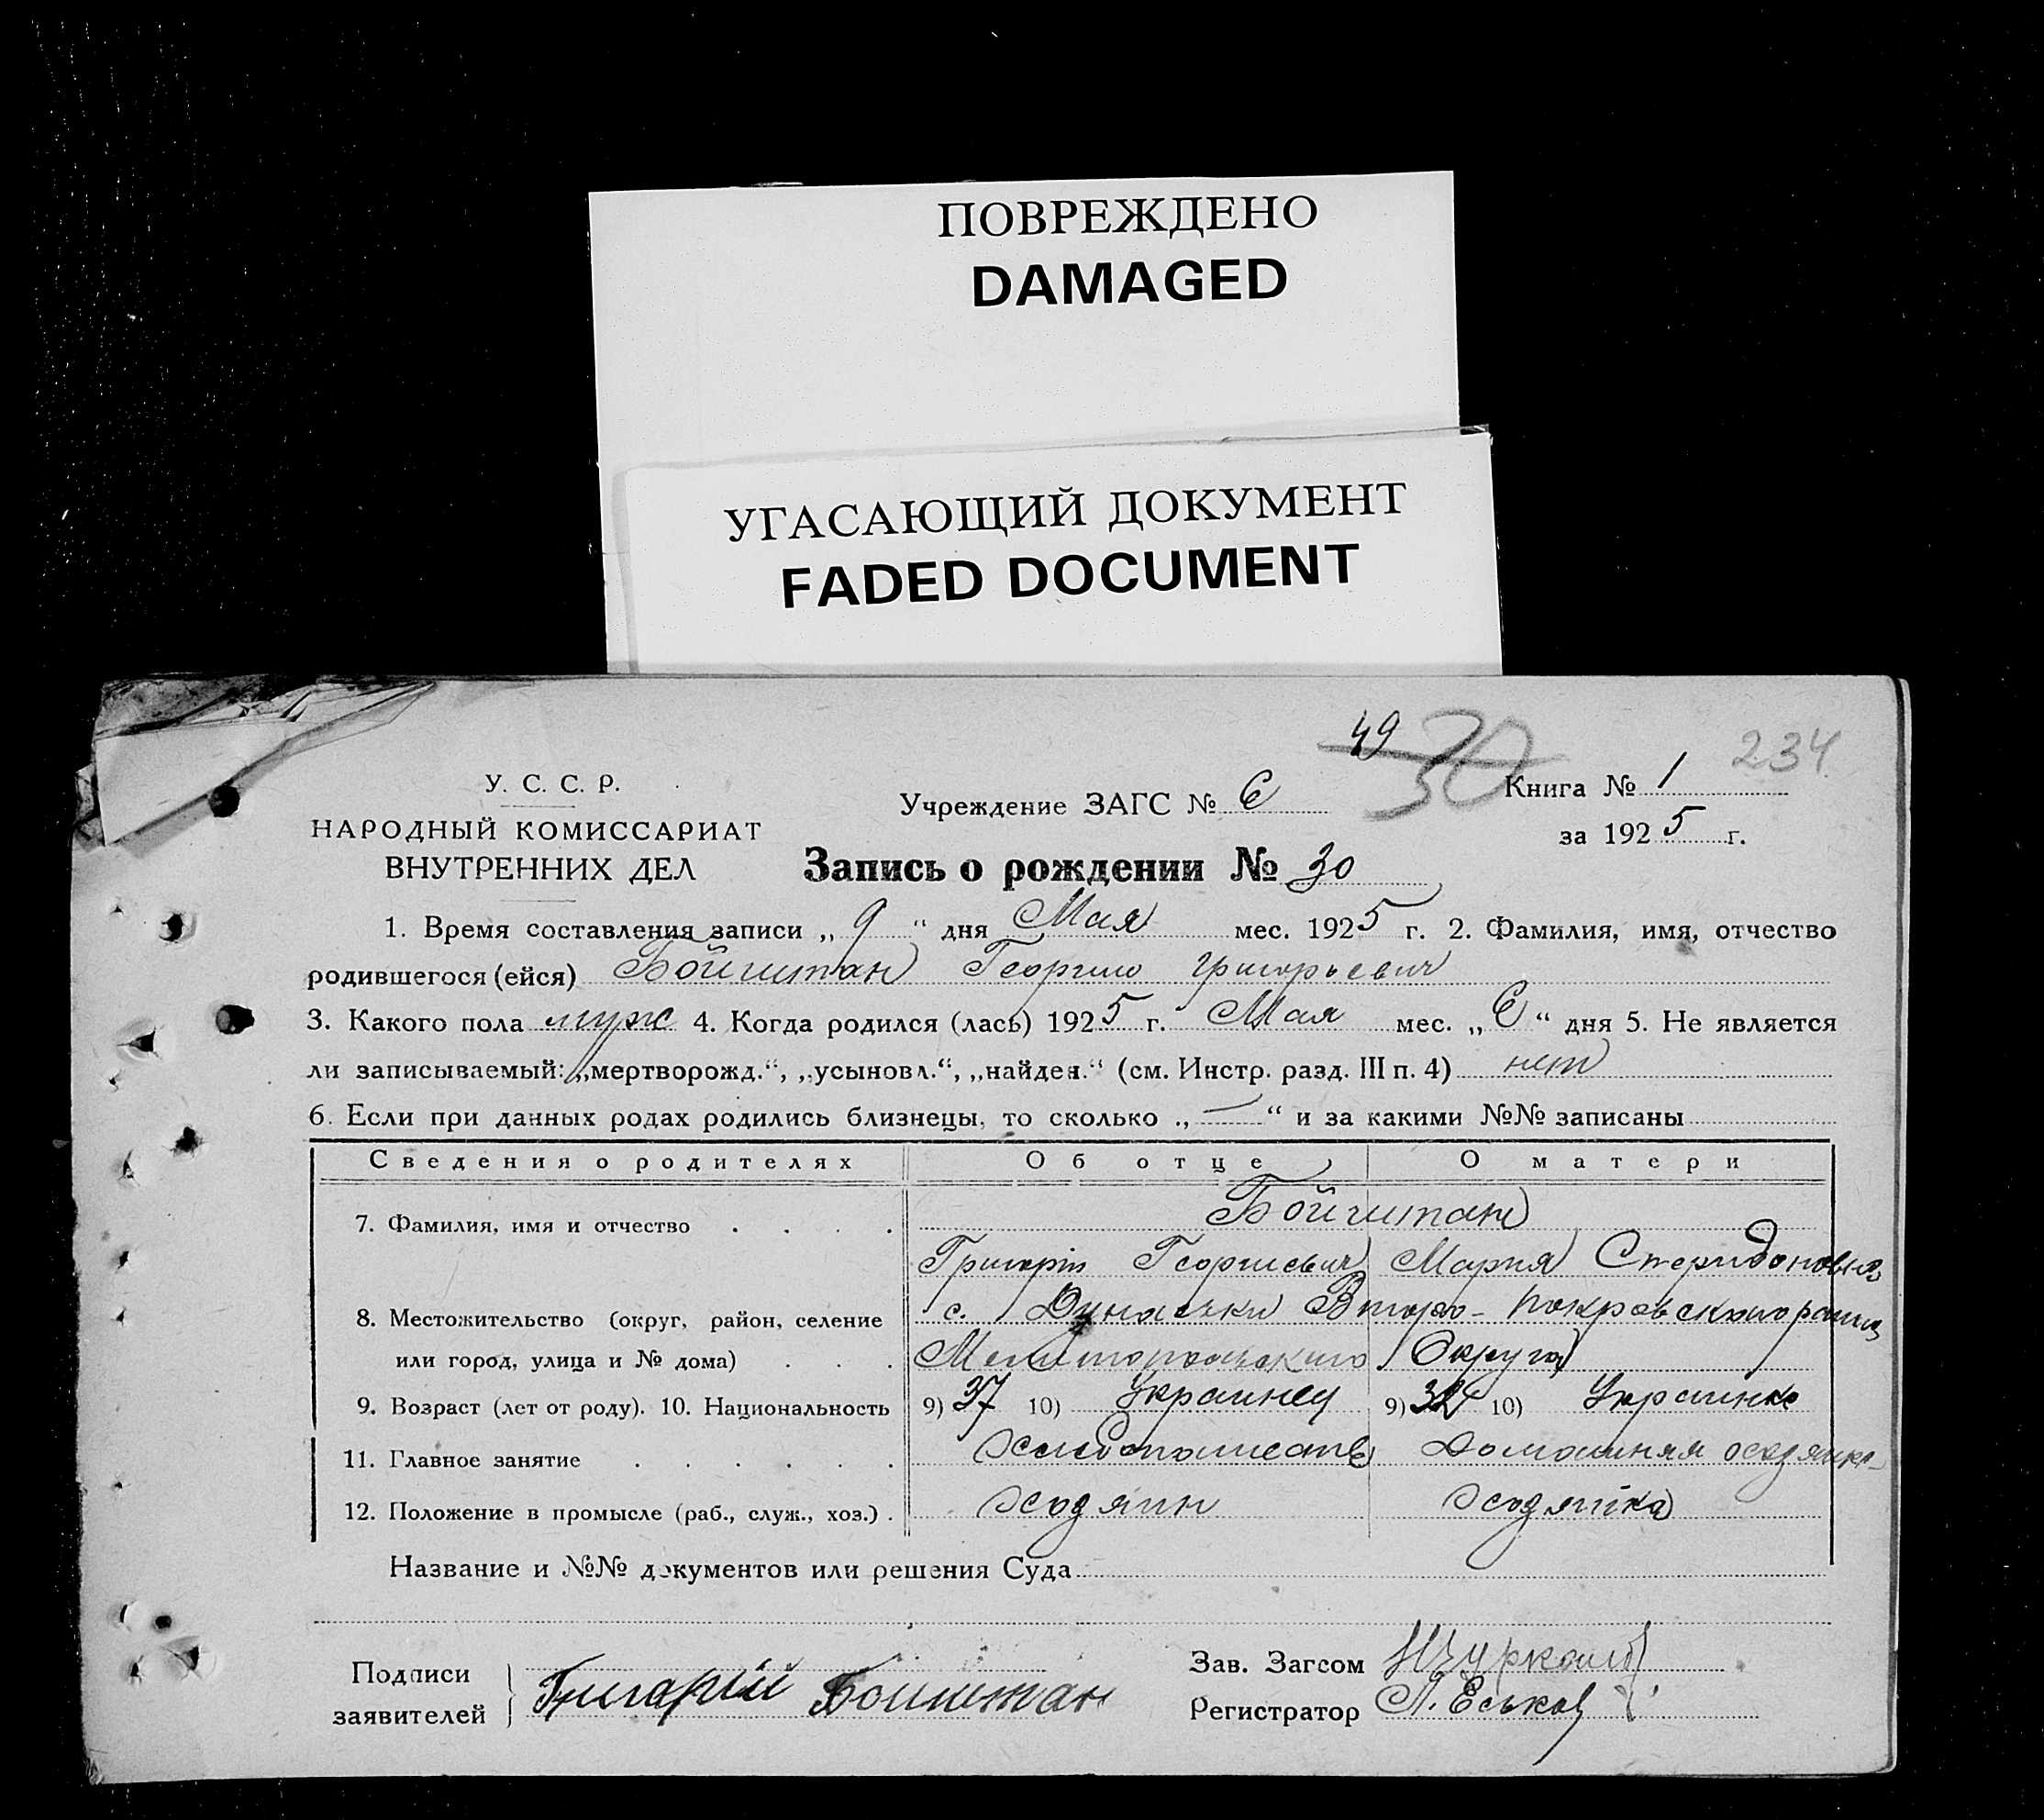 ПОВРЕЖДЕНО
DAMAGED
УГАСАЮЩИЙ ДОКУМЕНТ
FADED DOCUMENT
49 30 234
У. С. С. Р.
НАРОДНЫЙ КОМИССАРИАТ
ВНУТРЕННИХ ДЕЛ
Учреждение ЗАГС № 6
Книга № 1
за 1925 г.
Запись о рождении № 30
1. Время составления записи „ 9 “ дня Мая мес. 1925 г. 2. Фамилия, имя, отчество
родившегося (ейся) Григорьевич
3. Какого пола муж 4. Когда родился (лась) 1925 г. Мая мес. „ 6 “ дня 5. Не является
ли записываемый: „мертворожд.“, „усыновл.“, „найден.“ (см. Инстр. разд. III п. 4) нет
6. Если при данных родах родились близнецы, то сколько „ — “ и за какими №№ записаны
Сведения о родителях Об отце О матери
7. Фамилия, имя и отчество
Георгиевич Мария
8. Местожительство (округ, район, селение с. Второ-Покровского
или город, улица и № дома) Округа
9. Возраст (лет от роду). 10. Национальность 9) 37 10) Украинец 9) 32 10) Украинка
11. Главное занятие Домашняя
12. Положение в промысле (раб., служ., хоз.)
Название и №№ документов или решения Суда
Подписи
заявителей Григорий
Зав. Загсом
Регистратор П. Еськов